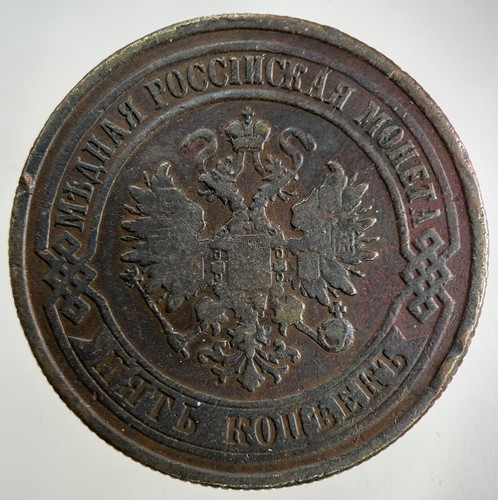 МѢДНАЯ РОССІЙСКАЯ МОНЕТА
ПЯТЬ КОПѢЕКЪ